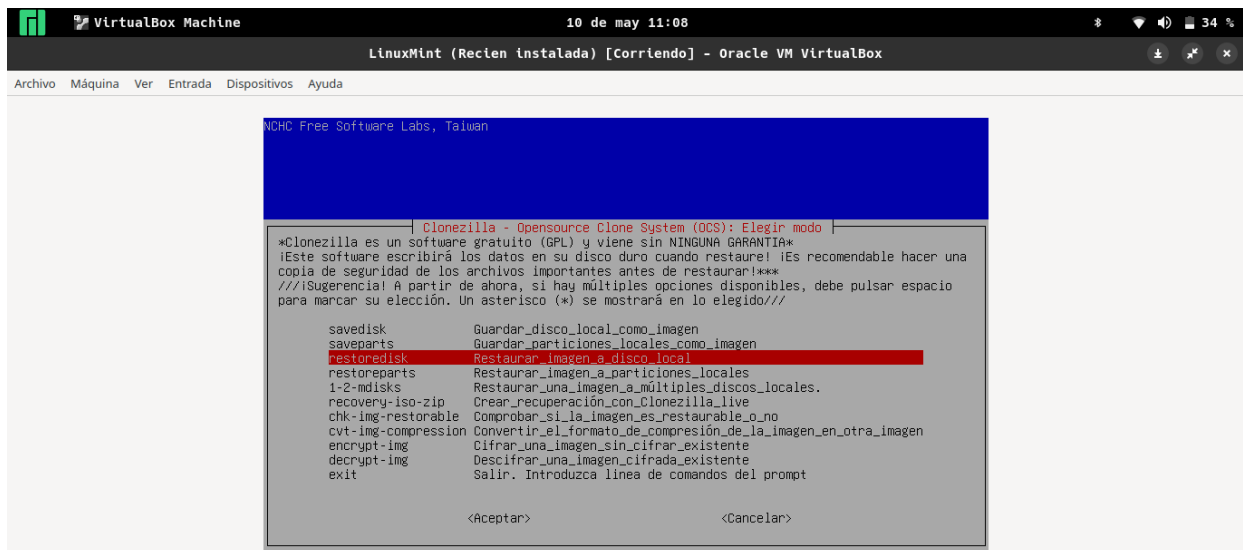 VirtualBox Machine 10 de may 11:08 34 %
LinuxMint (Recien instalada) [Corriendo] - Oracle VM VirtualBox
Archivo Máquina Ver Entrada Dispositivos Ayuda
NCHC Free Software Labs, Taiwan
Clonezilla - Opensource Clone System (OCS): Elegir modo
*Clonezilla es un software gratuito (GPL) y viene sin NINGUNA GARANTIA*
¡Este software escribirá los datos en su disco duro cuando restaure! ¡Es recomendable hacer una
copia de seguridad de los archivos importantes antes de restaurar!***
///¡Sugerencia! A partir de ahora, si hay múltiples opciones disponibles, debe pulsar espacio
para marcar su elección. Un asterisco (*) se mostrará en lo elegido///
savedisk Guardar_disco_local_como_imagen
saveparts Guardar_particiones_locales_como_imagen
restoredisk Restaurar_imagen_a_disco_local
restoreparts Restaurar_imagen_a_particiones_locales
1-2-mdisks Restaurar_una_imagen_a_múltiples_discos_locales.
recovery-iso-zip Crear_recuperación_con_Clonezilla_live
chk-img-restorable Comprobar_si_la_imagen_es_restaurable_o_no
cvt-img-compression Convertir_el_formato_de_compresión_de_la_imagen_en_otra_imagen
encrypt-img Cifrar_una_imagen_sin_cifrar_existente
decrypt-img Descifrar_una_imagen_cifrada_existente
exit Salir. Introduzca linea de comandos del prompt
<Aceptar> <Cancelar>